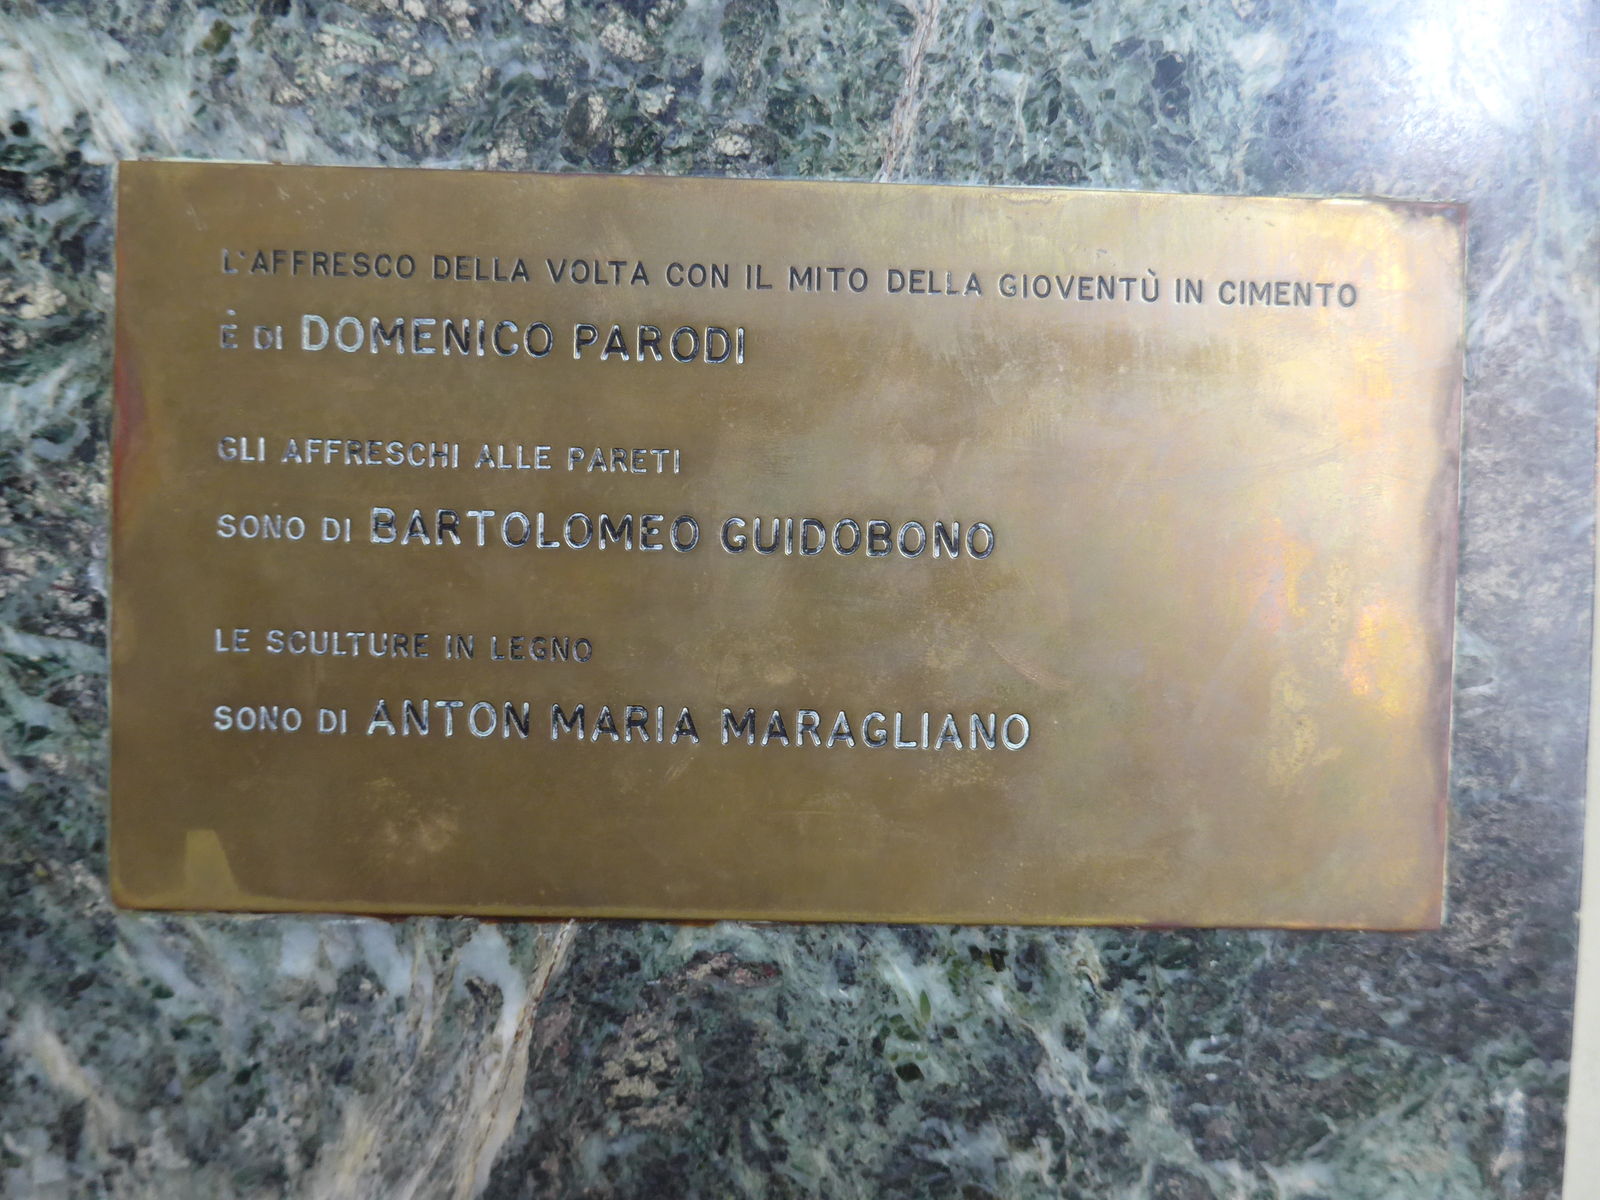 L'AFFRESCO DELLA VOLTA CON IL MITO DELLA GIOVENTÙ IN CIMENTO
È DI DOMENICO PARODI
GLI AFFRESCHI ALLE PARETI
SONO DI BARTOLOMEO GUIDOBONO
LE SCULTURE IN LEGNO
SONO DI ANTON MARIA MARAGLIANO